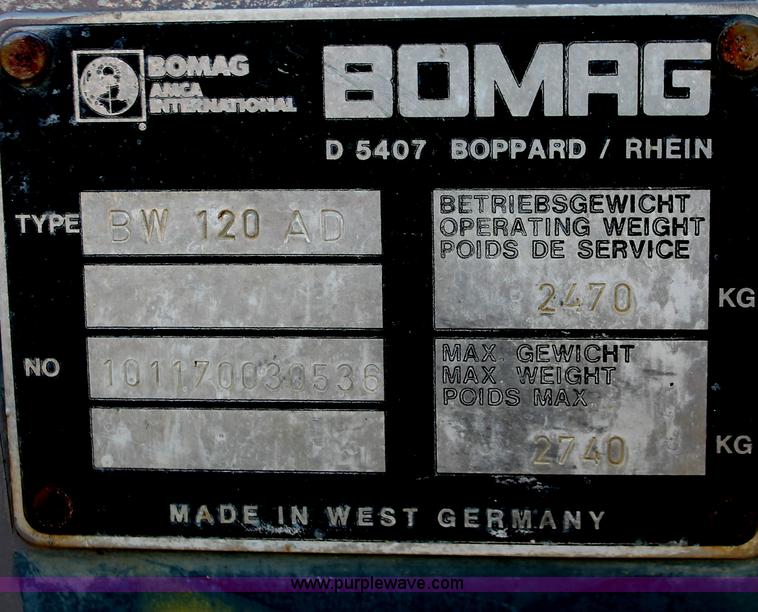 BOMAG
AMCA
INTERNATIONAL
®
BOMAG
D 5407 BOPPARD / RHEIN
TYPE BW 120 AD
BETRIEBSGEWICHT
OPERATING WEIGHT
POIDS DE SERVICE
2470 KG
NO 101170030536
MAX. GEWICHT
MAX. WEIGHT
POIDS MAX.
2740 KG
MADE IN WEST GERMANY
www.purplewave.com